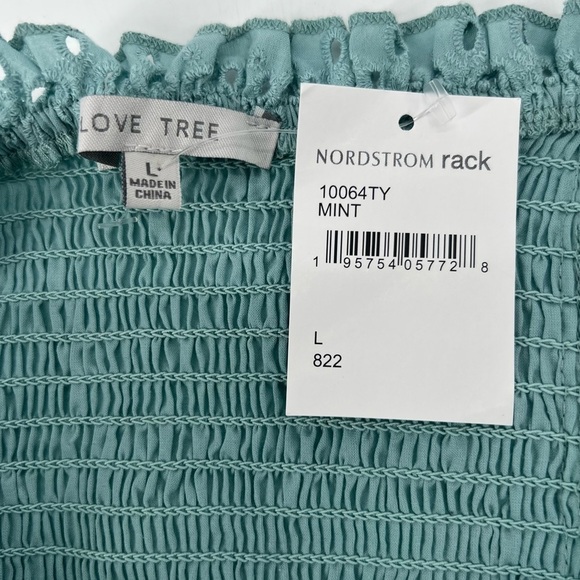 LOVE TREE
L
MADE IN
CHINA
NORDSTROM rack
10064TY
MINT
1 95754 05772 8
L
822